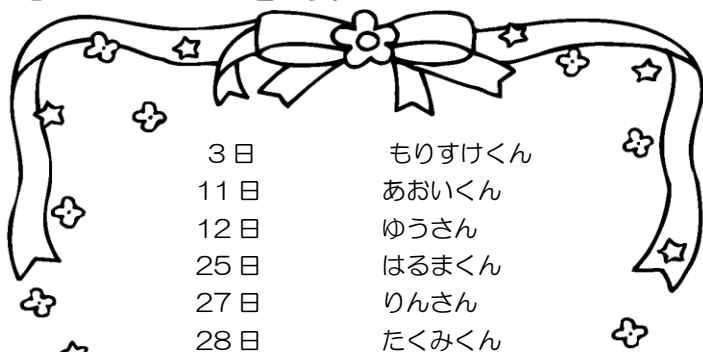 3日 もりすけくん
11日 あおいくん
12日 ゆうさん
25日 はるまくん
27日 りんさん
28日 たくみくん